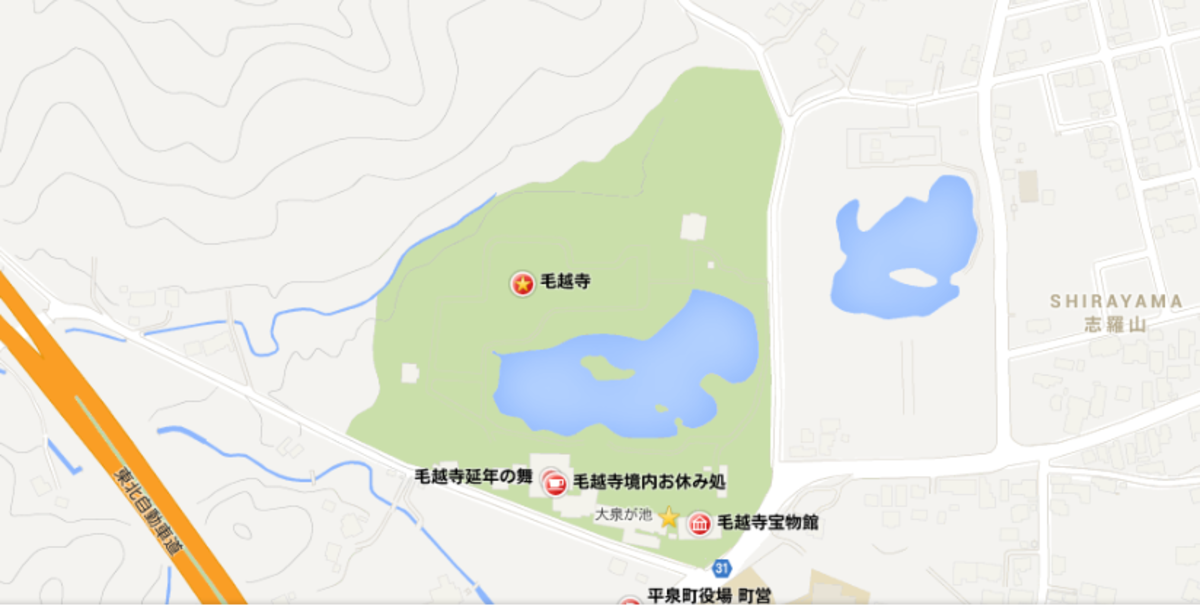 毛越寺
SHIRAYAMA
志羅山
毛越寺延年の舞
毛越寺境内お休み処
大泉が池
毛越寺宝物館
東北自動車道
31
平泉町役場 町営